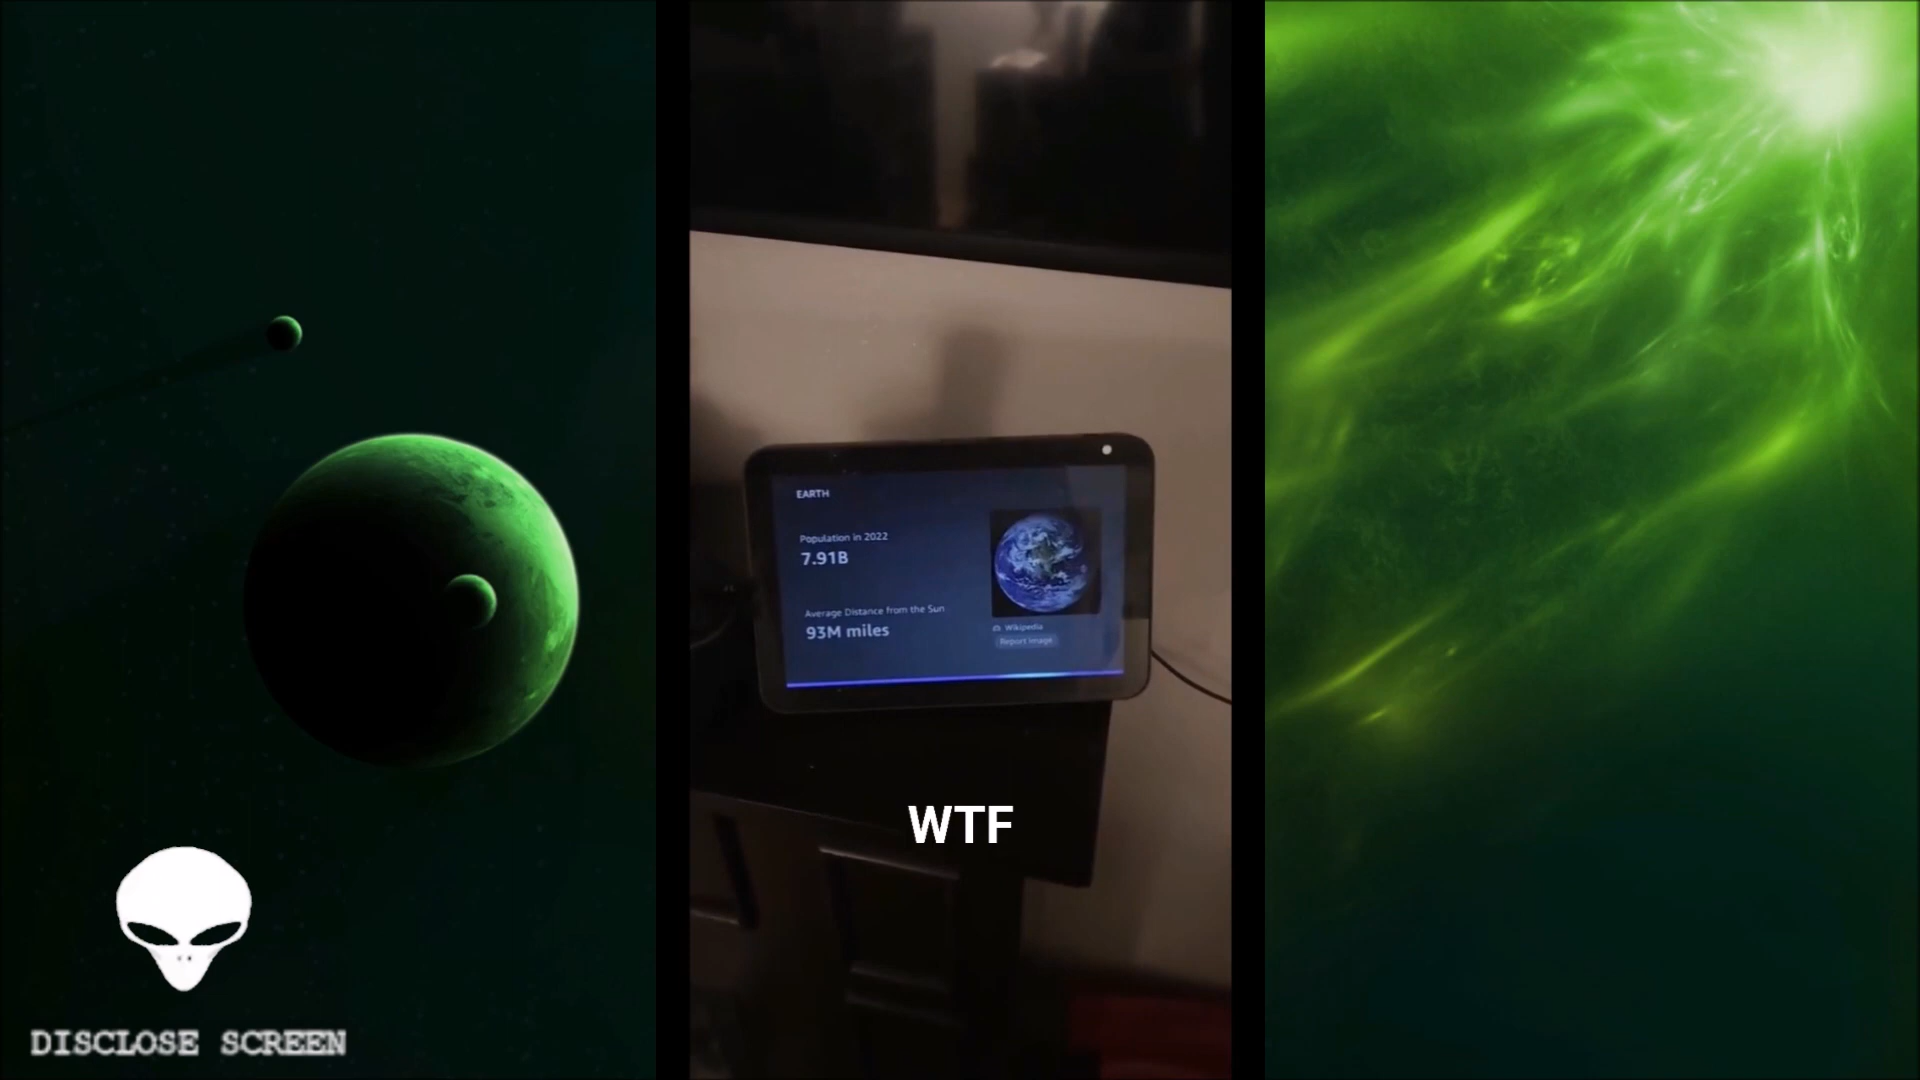 EARTH
Population in 2022
7.91B
Average Distance from the Sun
93M miles
Wikipedia
Report image
WTF
DISCLOSE SCREEN